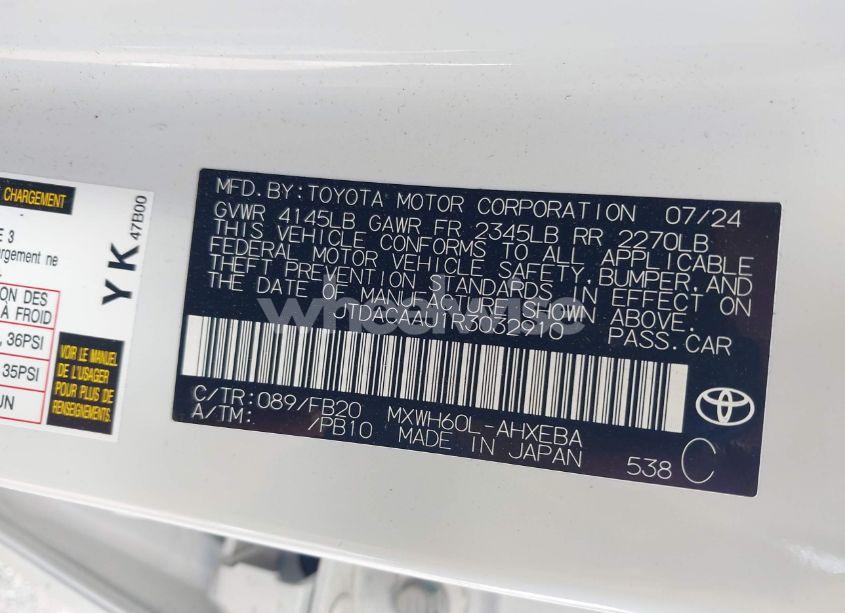 CHARGEMENT
E 3
argement ne
ION DES
À FROID
, 36PSI
35PSI
UN
YK
47B00
VOIR LE MANUEL
DE L'USAGER
POUR PLUS DE
RENSEIGNEMENTS.
MFD. BY: TOYOTA MOTOR CORPORATION 07/24
GVWR 4145LB GAWR FR 2345LB RR 2270LB
THIS VEHICLE CONFORMS TO ALL APPLICABLE
FEDERAL MOTOR VEHICLE SAFETY, BUMPER, AND
THEFT PREVENTION STANDARDS IN EFFECT ON
THE DATE OF MANUFACTURE SHOWN ABOVE.
JTDACAAU1R3032910 PASS. CAR
C/TR: 089/FB20 MXWH60L-AHXEBA
A/TM: /PB10 MADE IN JAPAN
538 C